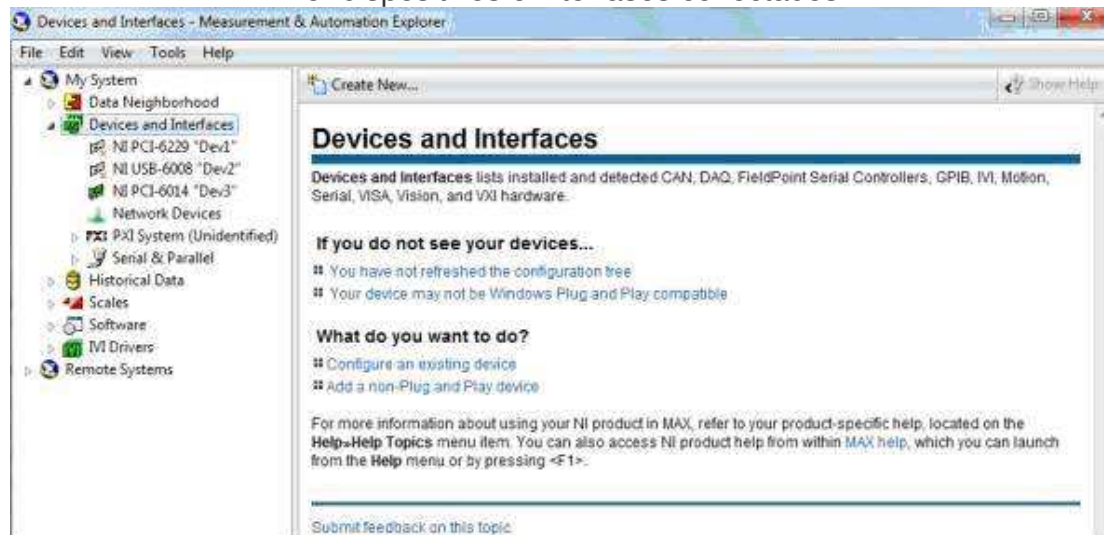 Devices and Interfaces - Measurement & Automation Explorer
File Edit View Tools Help
My System
Data Neighborhood
Devices and Interfaces
NI PCI-6229 "Dev1"
NI USB-6008 "Dev2"
NI PCI-6014 "Dev3"
Network Devices
PXI PXI System (Unidentified)
Serial & Parallel
Historical Data
Scales
Software
IVI Drivers
Remote Systems
Create New...
Show Help
Devices and Interfaces
Devices and Interfaces lists installed and detected CAN, DAQ, FieldPoint Serial Controllers, GPIB, IVI, Motion,
Serial, VISA, Vision, and VXI hardware.
If you do not see your devices...
You have not refreshed the configuration tree
Your device may not be Windows Plug and Play compatible
What do you want to do?
Configure an existing device
Add a non-Plug and Play device
For more information about using your NI product in MAX, refer to your product-specific help, located on the
Help»Help Topics menu item. You can also access NI product help from within MAX help, which you can launch
from the Help menu or by pressing <F1>.
Submit feedback on this topic